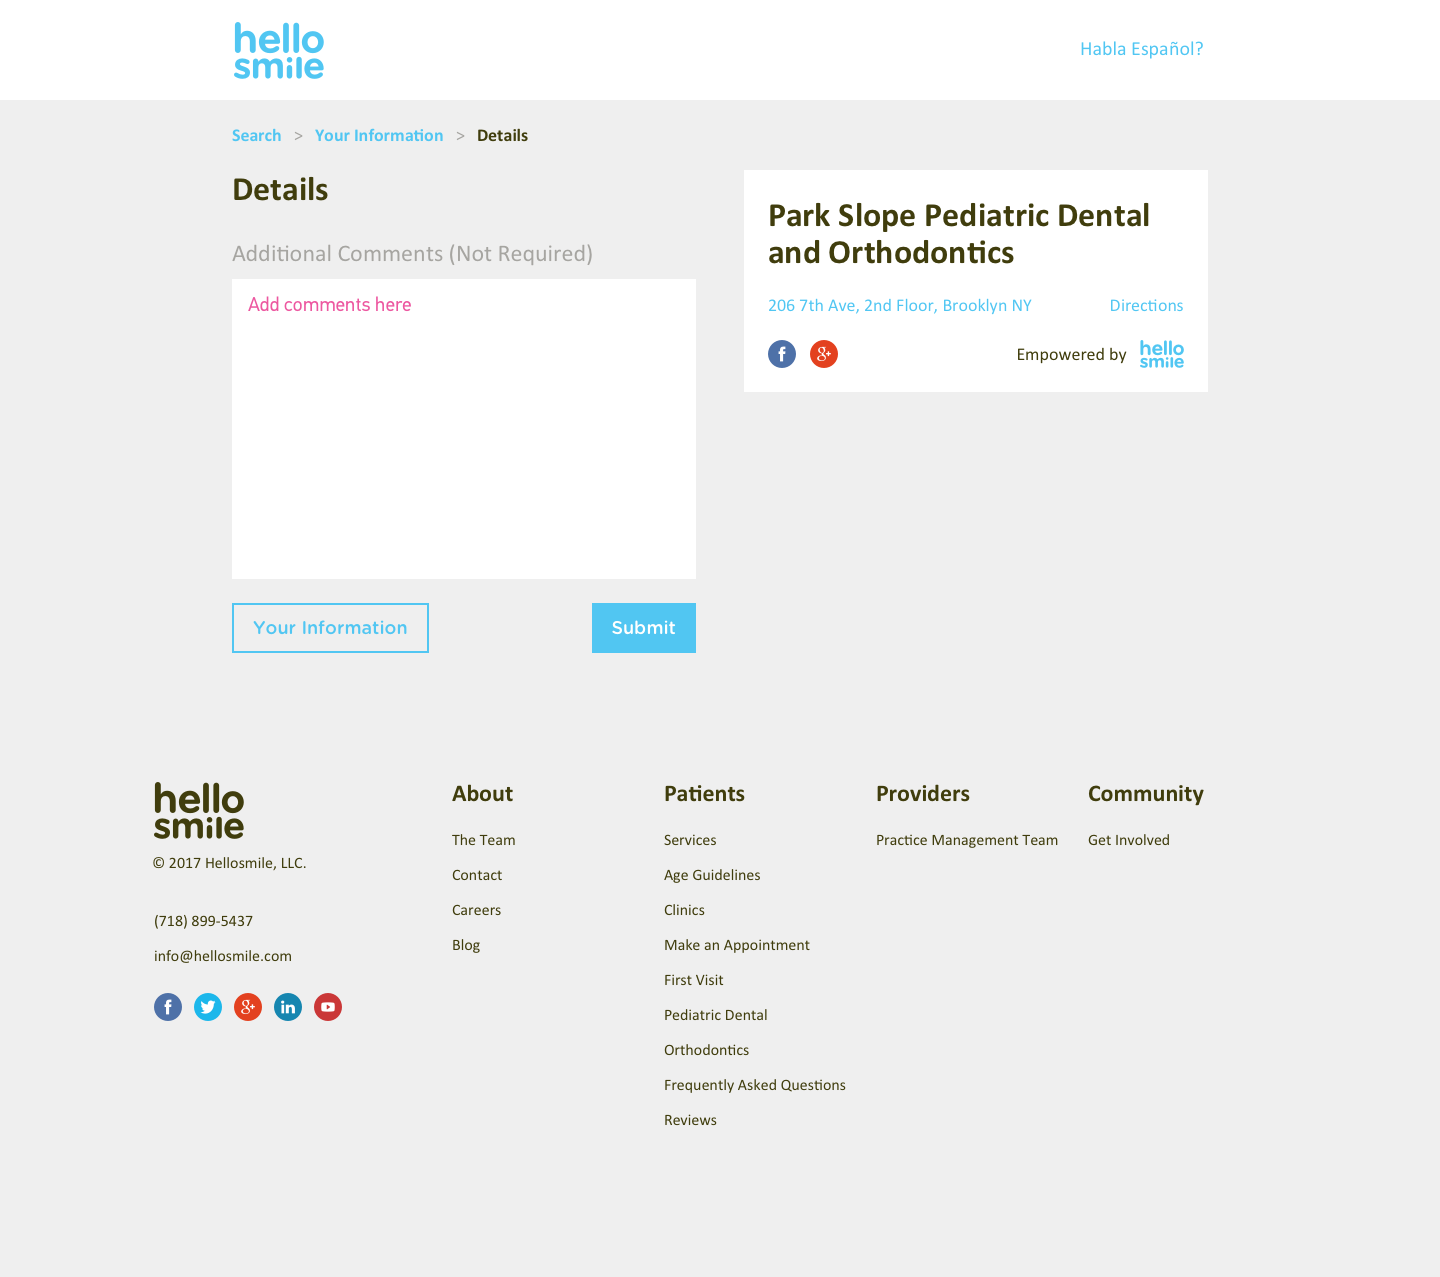 hello
smile
Habla Español?
Search > Your Information > Details
Details
Additional Comments (Not Required)
Add comments here
Your Information
Submit
Park Slope Pediatric Dental
and Orthodontics
206 7th Ave, 2nd Floor, Brooklyn NY
Directions
Empowered by
hello
smile
hello
smile
© 2017 Hellosmile, LLC.
(718) 899-5437
info@hellosmile.com
About
The Team
Contact
Careers
Blog
Patients
Services
Age Guidelines
Clinics
Make an Appointment
First Visit
Pediatric Dental
Orthodontics
Frequently Asked Questions
Reviews
Providers
Practice Management Team
Community
Get Involved